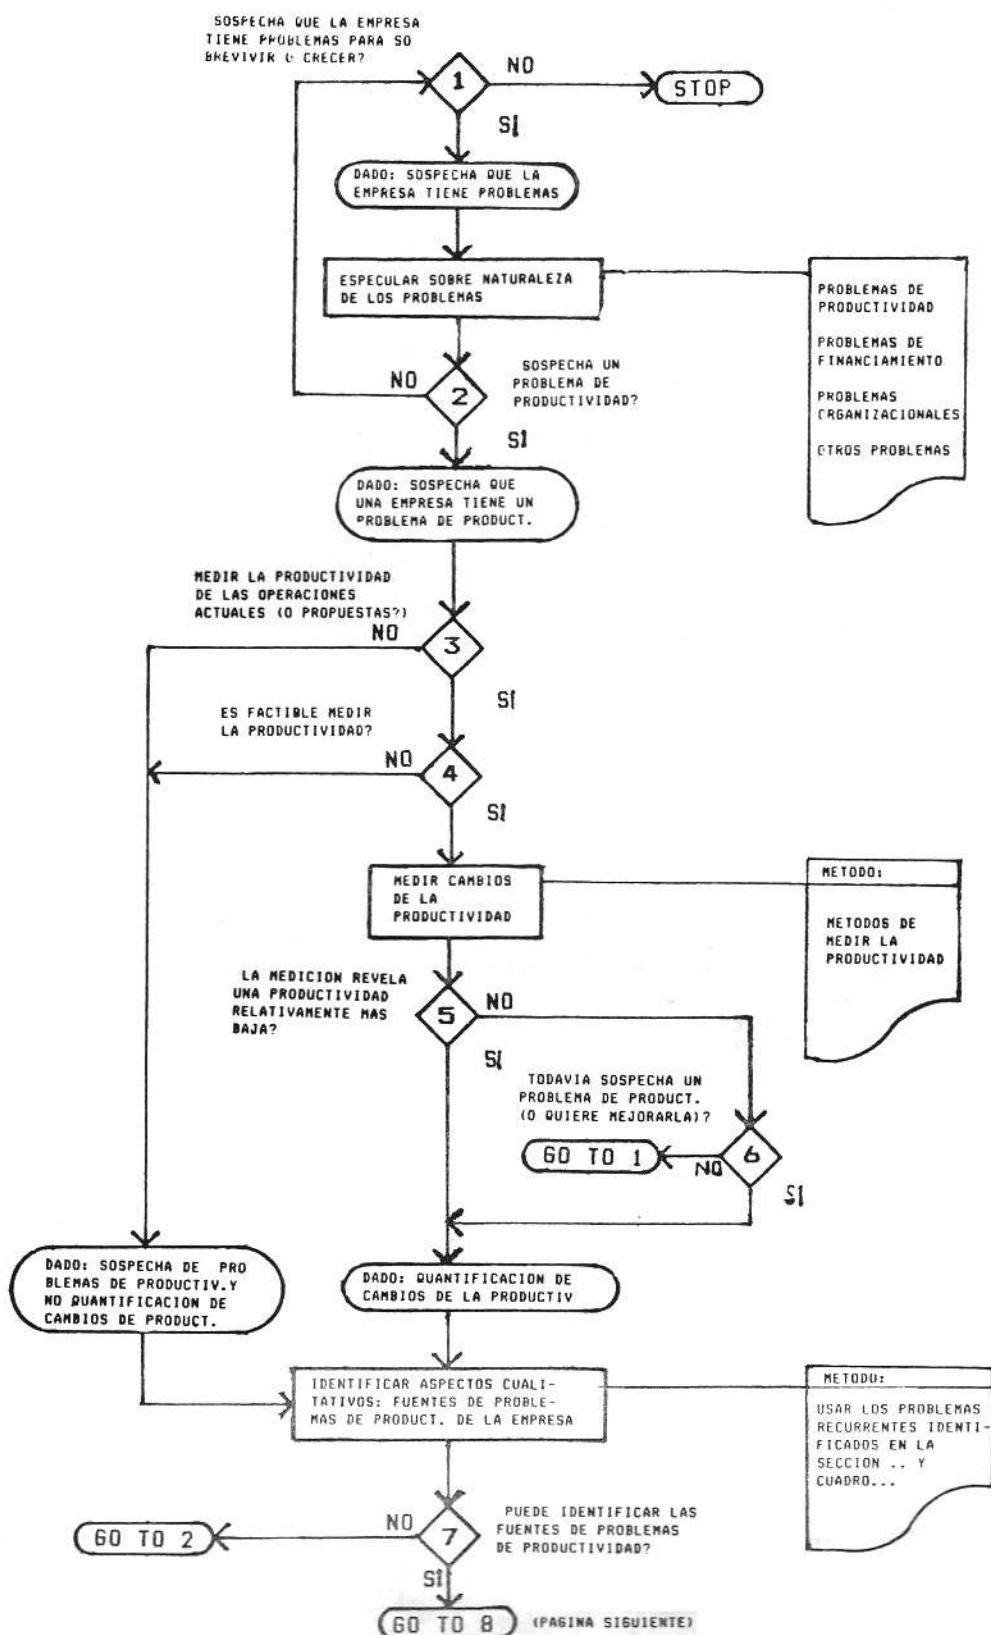 SOSPECHA QUE LA EMPRESA
TIENE PROBLEMAS PARA SO
BREVIVIR O CRECER?
1
NO
STOP
SI
DADO: SOSPECHA QUE LA
EMPRESA TIENE PROBLEMAS
ESPECULAR SOBRE NATURALEZA
DE LOS PROBLEMAS
PROBLEMAS DE
PRODUCTIVIDAD
PROBLEMAS DE
FINANCIAMIENTO
PROBLEMAS
ORGANIZACIONALES
OTROS PROBLEMAS
NO
2
SOSPECHA UN
PROBLEMA DE
PRODUCTIVIDAD?
SI
DADO: SOSPECHA QUE
UNA EMPRESA TIENE UN
PROBLEMA DE PRODUCT.
MEDIR LA PRODUCTIVIDAD
DE LAS OPERACIONES
ACTUALES (O PROPUESTAS?)
NO
3
SI
ES FACTIBLE MEDIR
LA PRODUCTIVIDAD?
NO
4
SI
MEDIR CAMBIOS
DE LA
PRODUCTIVIDAD
METODO:
METODOS DE
MEDIR LA
PRODUCTIVIDAD
LA MEDICION REVELA
UNA PRODUCTIVIDAD
RELATIVAMENTE MAS
BAJA?
5
NO
SI
TODAVIA SOSPECHA UN
PROBLEMA DE PRODUCT.
(O QUIERE MEJORARLA)?
GO TO 1
NO
6
SI
DADO: SOSPECHA DE PRO
BLEMAS DE PRODUCTIV.Y
NO QUANTIFICACION DE
CAMBIOS DE PRODUCT.
DADO: QUANTIFICACION DE
CAMBIOS DE LA PRODUCTIV
IDENTIFICAR ASPECTOS CUALI-
TATIVOS: FUENTES DE PROBLE-
MAS DE PRODUCT. DE LA EMPRESA
METODO:
USAR LOS PROBLEMAS
RECURRENTES IDENTI-
FICADOS EN LA
SECCION .. Y
CUADRO...
GO TO 2
NO
7
PUEDE IDENTIFICAR LAS
FUENTES DE PROBLEMAS
DE PRODUCTIVIDAD?
SI
GO TO 8
(PAGINA SIGUIENTE)